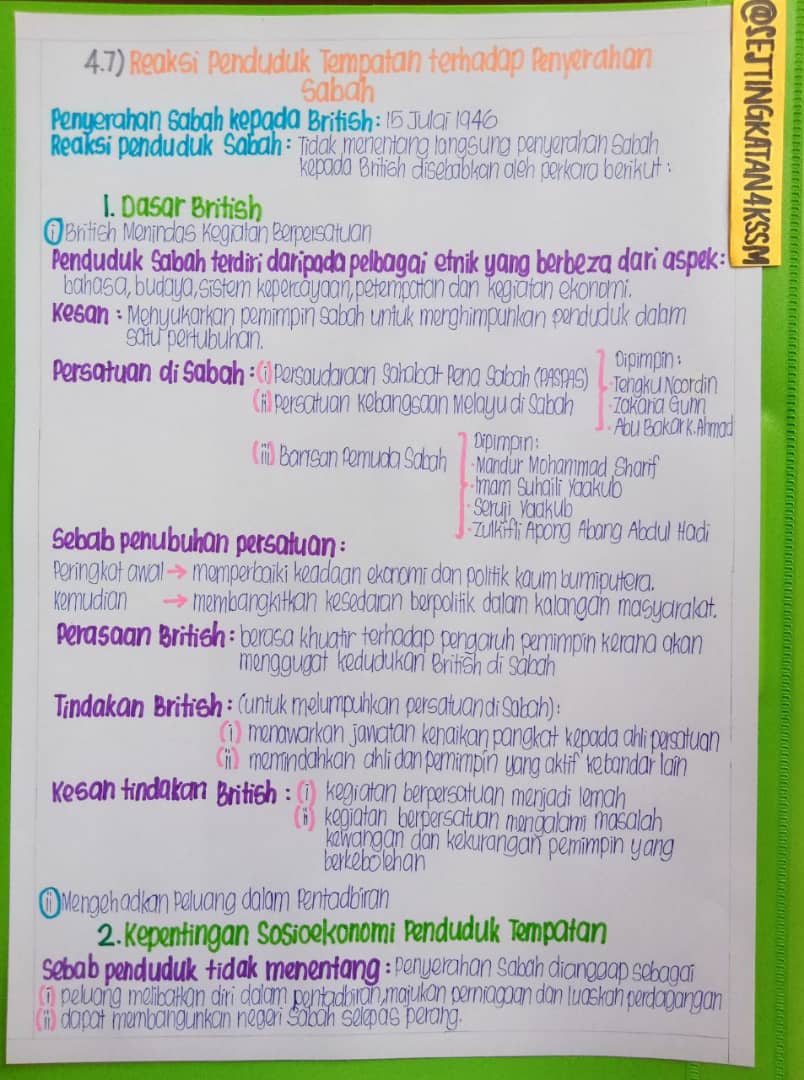 4.7) Reaksi Penduduk Tempatan terhadap Penyerahan
Sabah
Penyerahan Sabah kepada British : 15 Julai 1946
Reaksi penduduk Sabah : Tidak menentang langsung penyerahan Sabah
kepada British disebabkan oleh perkara berikut :
1. Dasar British
(i) British Menindas Kegiatan Berpersatuan
Penduduk Sabah terdiri daripada pelbagai etnik yang berbeza dari aspek :
bahasa, budaya, sistem kepercayaan, petempatan dan kegiatan ekonomi.
Kesan : Menyukarkan pemimpin Sabah untuk menghimpunkan penduduk dalam
satu pertubuhan.
Persatuan di Sabah : (i) Persaudaraan Sahabat Pena Sabah (PASPAS)
(ii) Persatuan Kebangsaan Melayu di Sabah
Dipimpin :
· Tengku Noordin
· Zakaria Gunn
· Abu Bakar K. Ahmad
(iii) Barisan Pemuda Sabah
Dipimpin :
· Mandur Mohammad Sharif
· Imam Suhaili Yaakub
· Seruji Yaakub
· Zulkifli Apong Abang Abdul Hadi
Sebab penubuhan persatuan :
Peringkat awal → memperbaiki keadaan ekonomi dan politik kaum bumiputera.
Kemudian → membangkitkan kesedaran berpolitik dalam kalangan masyarakat.
Perasaan British : berasa khuatir terhadap pengaruh pemimpin kerana akan
menggugat kedudukan British di Sabah
Tindakan British : (untuk melumpuhkan persatuan di Sabah) :
(i) menawarkan jawatan kenaikan pangkat kepada ahli persatuan
(ii) memindahkan ahli dan pemimpin yang aktif ke bandar lain
Kesan tindakan British : (i) kegiatan berpersatuan menjadi lemah
(ii) kegiatan berpersatuan mengalami masalah
kewangan dan kekurangan pemimpin yang
berkebolehan
(ii) Mengehadkan Peluang dalam Pentadbiran
2. Kepentingan Sosioekonomi Penduduk Tempatan
Sebab penduduk tidak menentang : Penyerahan Sabah dianggap sebagai
(i) peluang melibatkan diri dalam pentadbiran, majukan perniagaan dan luaskah perdagangan
(ii) dapat membangunkan negeri Sabah selepas perang.
@SEJTINGKATAN4KSSM